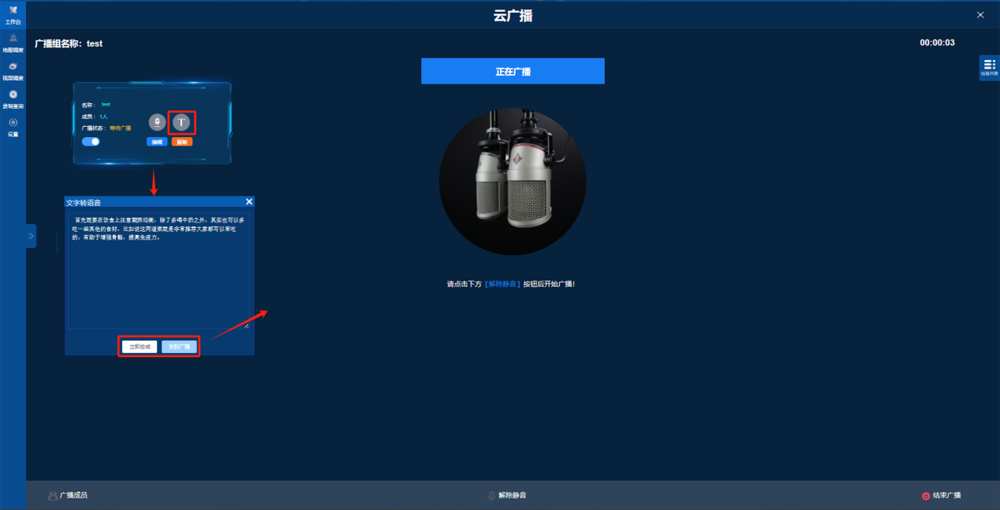 云广播
工作台
地图调度
视频调度
录制查询
设置
广播组名称：test
00:00:03
正在广播
名称： test
成员： 1人
广播状态： 等待广播
T
编辑
解散
文字转语音
首先就要在饮食上注意营养均衡，除了多喝牛奶之外，其实也可以多
吃一些其他的食材，比如说这两道菜就是非常推荐大家都可以常吃
的，有助于增强骨骼，提高免疫力。
立即合成
发起广播
请点击下方【解除静音】按钮后开始广播！
广播成员
解除静音
结束广播